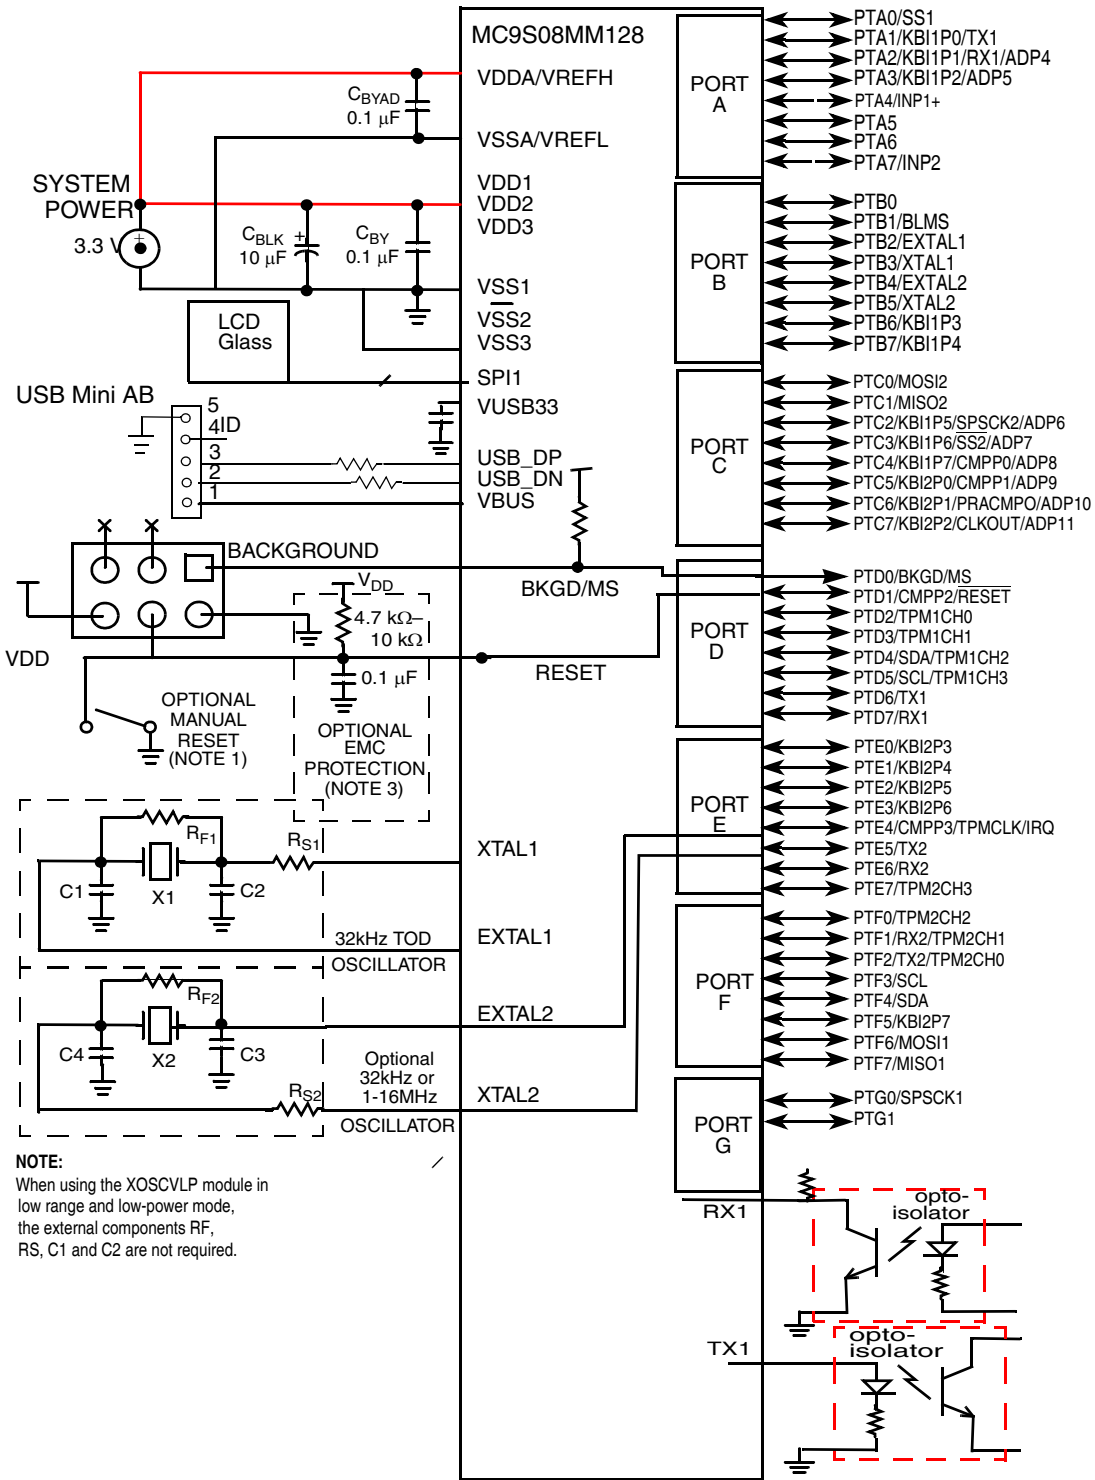 MC9S08MM128
VDDA/VREFH
C_BYAD
0.1 µF
VSSA/VREFL
SYSTEM
POWER
3.3 V
+
VDD1
VDD2
VDD3
C_BLK
+
10 µF
C_BY
0.1 µF
VSS1
VSS2
VSS3
LCD
Glass
SPI1
VUSB33
USB Mini AB
5
4 ID
3
2
1
USB_DP
USB_DN
VBUS
BACKGROUND
BKGD/MS
V_DD
4.7 kΩ–
10 kΩ
VDD
0.1 µF
RESET
OPTIONAL
MANUAL
RESET
(NOTE 1)
OPTIONAL
EMC
PROTECTION
(NOTE 3)
R_F1
R_S1
XTAL1
C1
X1
C2
32kHz TOD
OSCILLATOR
EXTAL1
R_F2
EXTAL2
C4
X2
C3
Optional
32kHz or
1-16MHz
OSCILLATOR
R_S2
XTAL2
NOTE:
When using the XOSCVLP module in
low range and low-power mode,
the external components RF,
RS, C1 and C2 are not required.
PORT
A
PTA0/SS1
PTA1/KBI1P0/TX1
PTA2/KBI1P1/RX1/ADP4
PTA3/KBI1P2/ADP5
PTA4/INP1+
PTA5
PTA6
PTA7/INP2
PORT
B
PTB0
PTB1/BLMS
PTB2/EXTAL1
PTB3/XTAL1
PTB4/EXTAL2
PTB5/XTAL2
PTB6/KBI1P3
PTB7/KBI1P4
PORT
C
PTC0/MOSI2
PTC1/MISO2
PTC2/KBI1P5/SPSCK2/ADP6
PTC3/KBI1P6/SS2/ADP7
PTC4/KBI1P7/CMPP0/ADP8
PTC5/KBI2P0/CMPP1/ADP9
PTC6/KBI2P1/PRACMPO/ADP10
PTC7/KBI2P2/CLKOUT/ADP11
PORT
D
PTD0/BKGD/MS
PTD1/CMPP2/RESET
PTD2/TPM1CH0
PTD3/TPM1CH1
PTD4/SDA/TPM1CH2
PTD5/SCL/TPM1CH3
PTD6/TX1
PTD7/RX1
PORT
E
PTE0/KBI2P3
PTE1/KBI2P4
PTE2/KBI2P5
PTE3/KBI2P6
PTE4/CMPP3/TPMCLK/IRQ
PTE5/TX2
PTE6/RX2
PTE7/TPM2CH3
PORT
F
PTF0/TPM2CH2
PTF1/RX2/TPM2CH1
PTF2/TX2/TPM2CH0
PTF3/SCL
PTF4/SDA
PTF5/KBI2P7
PTF6/MOSI1
PTF7/MISO1
PORT
G
PTG0/SPSCK1
PTG1
RX1
opto-
isolator
TX1
opto-
isolator